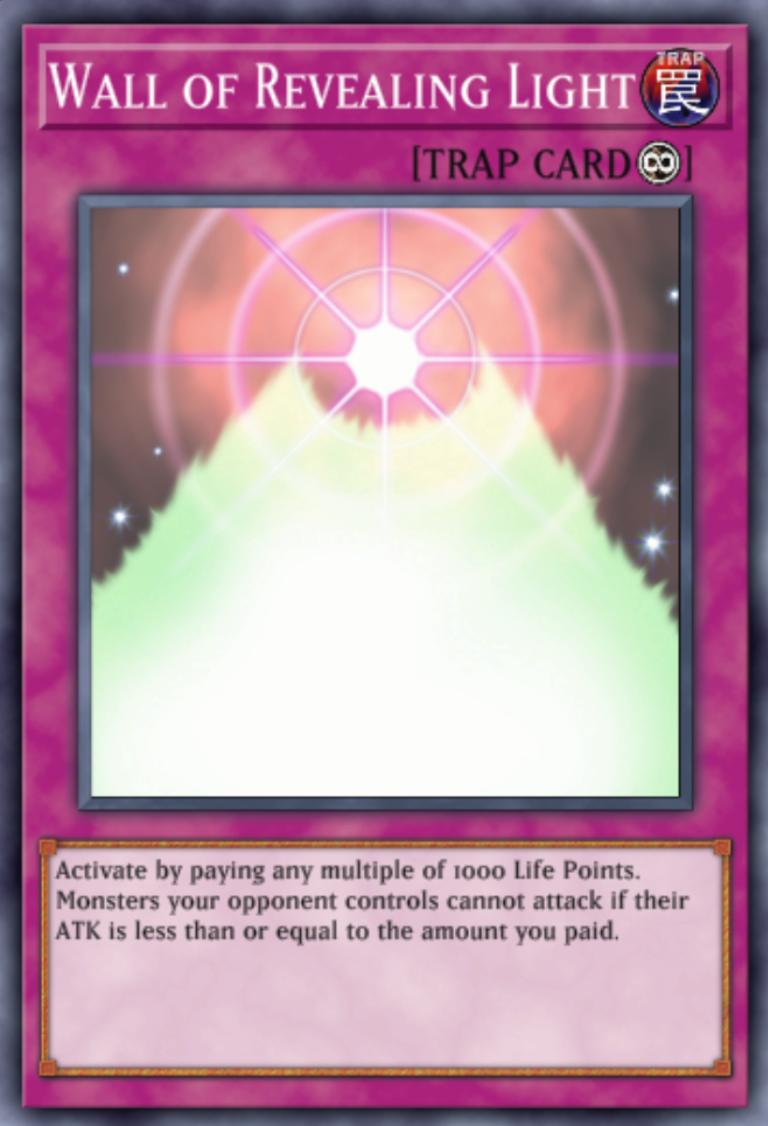 WALL OF REVEALING LIGHT
TRAP
罠
[TRAP CARD]
Activate by paying any multiple of 1000 Life Points.
Monsters your opponent controls cannot attack if their
ATK is less than or equal to the amount you paid.